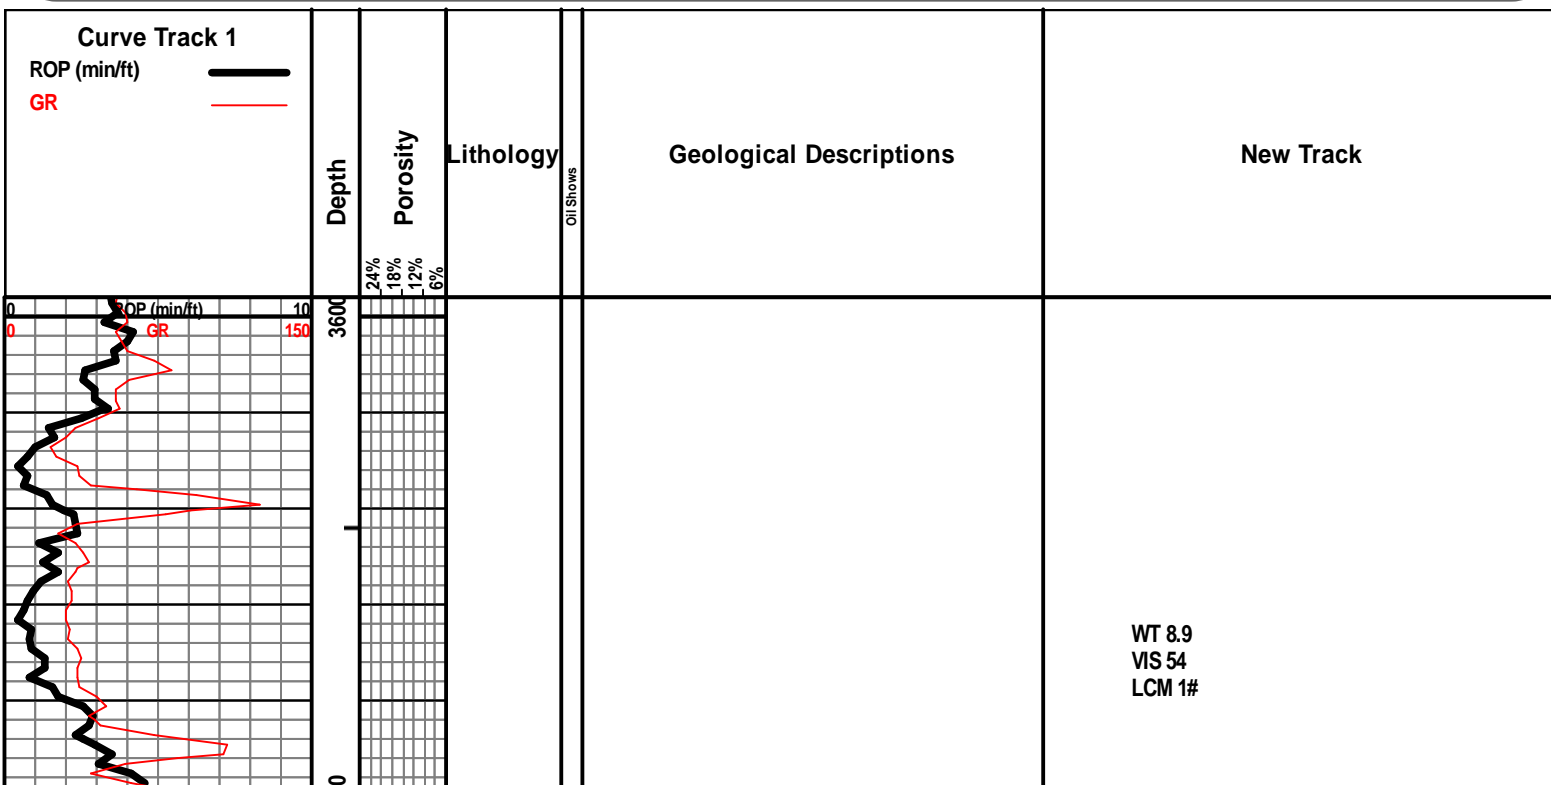 Curve Track 1
ROP (min/ft)
GR
Depth
Porosity
Lithology
Oil Shows
Geological Descriptions
New Track
24%
18%
12%
6%
0 ROP (min/ft) 10
0 GR 150
3600
0
WT 8.9
VIS 54
LCM 1#